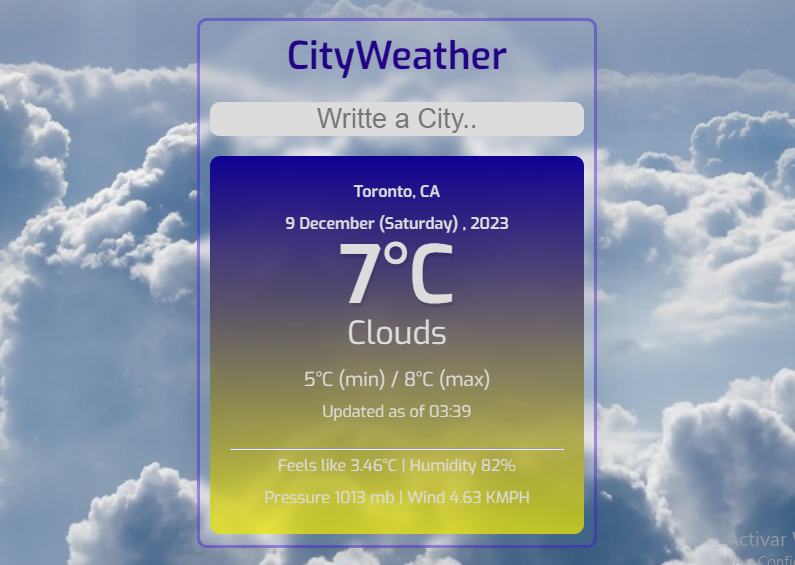 CityWeather
Writte a City..
Toronto, CA
9 December (Saturday) , 2023
7°C
Clouds
5°C (min) / 8°C (max)
Updated as of 03:39
Feels like 3.46°C | Humidity 82%
Pressure 1013 mb | Wind 4.63 KMPH
Activar